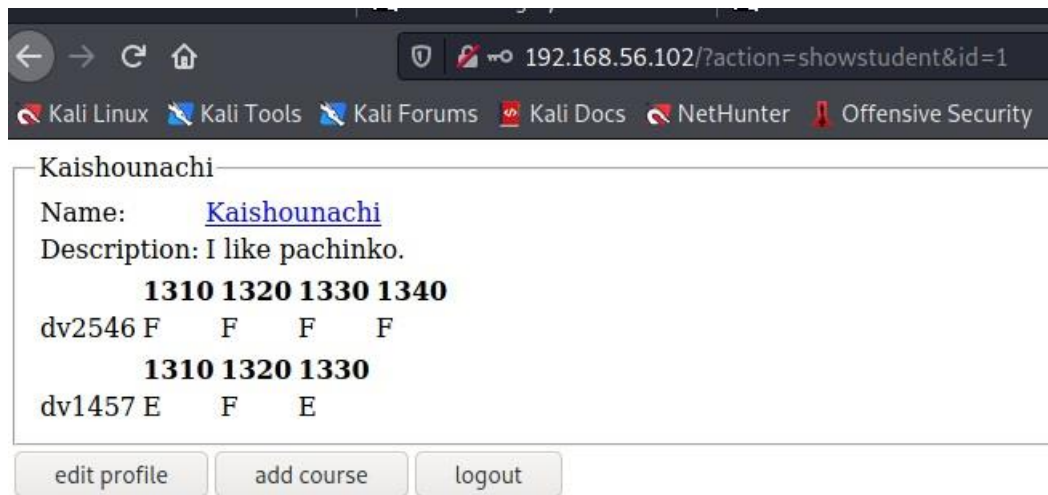 192.168.56.102/?action=showstudent&id=1
Kali Linux Kali Tools Kali Forums Kali Docs NetHunter Offensive Security
Kaishounachi
Name: Kaishounachi
Description: I like pachinko.
1310 1320 1330 1340
dv2546 F F F F
1310 1320 1330
dv1457 E F E
edit profile add course logout